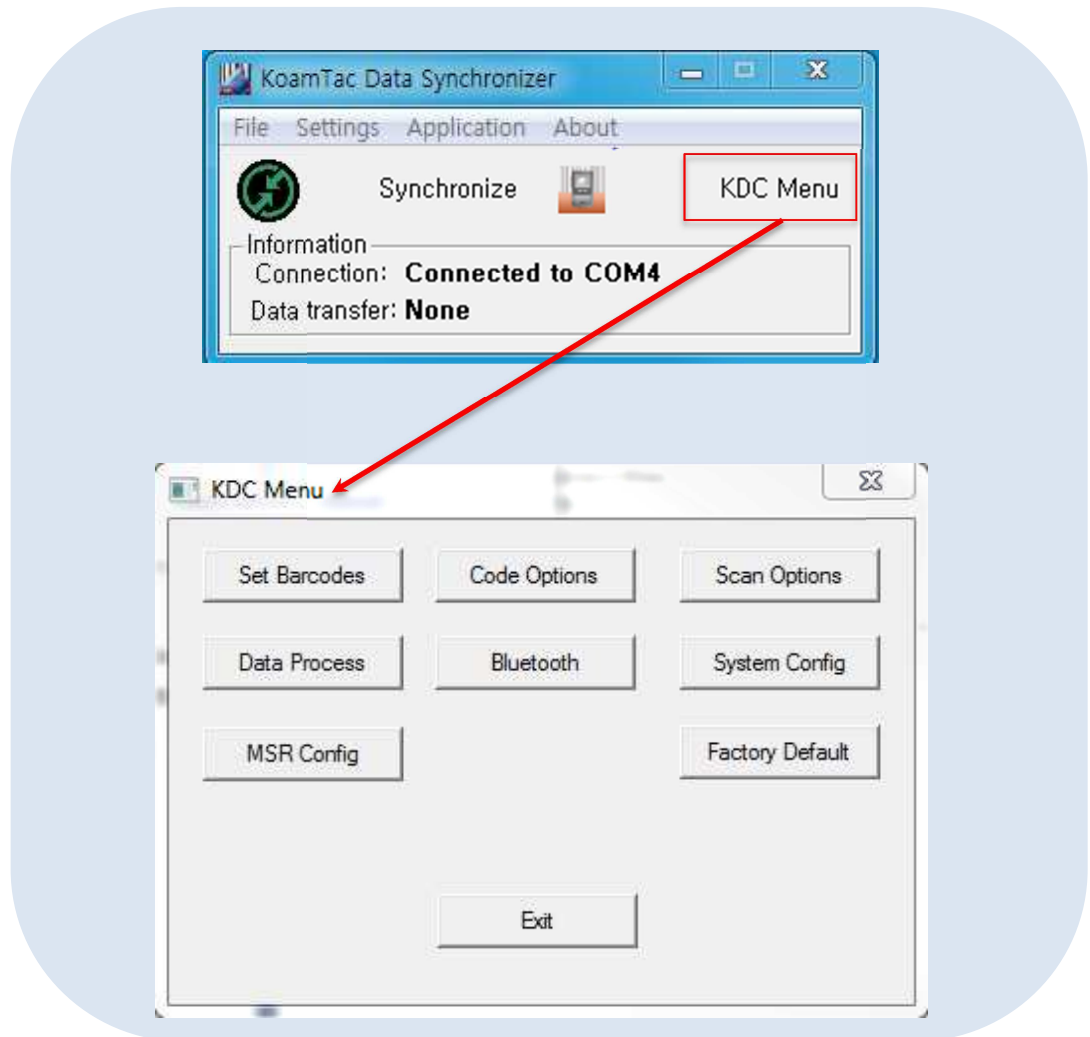 KoamTac Data Synchronizer
File Settings Application About
Synchronize KDC Menu
Information
Connection: Connected to COM4
Data transfer: None
KDC Menu
Set Barcodes Code Options Scan Options
Data Process Bluetooth System Config
MSR Config Factory Default
Exit